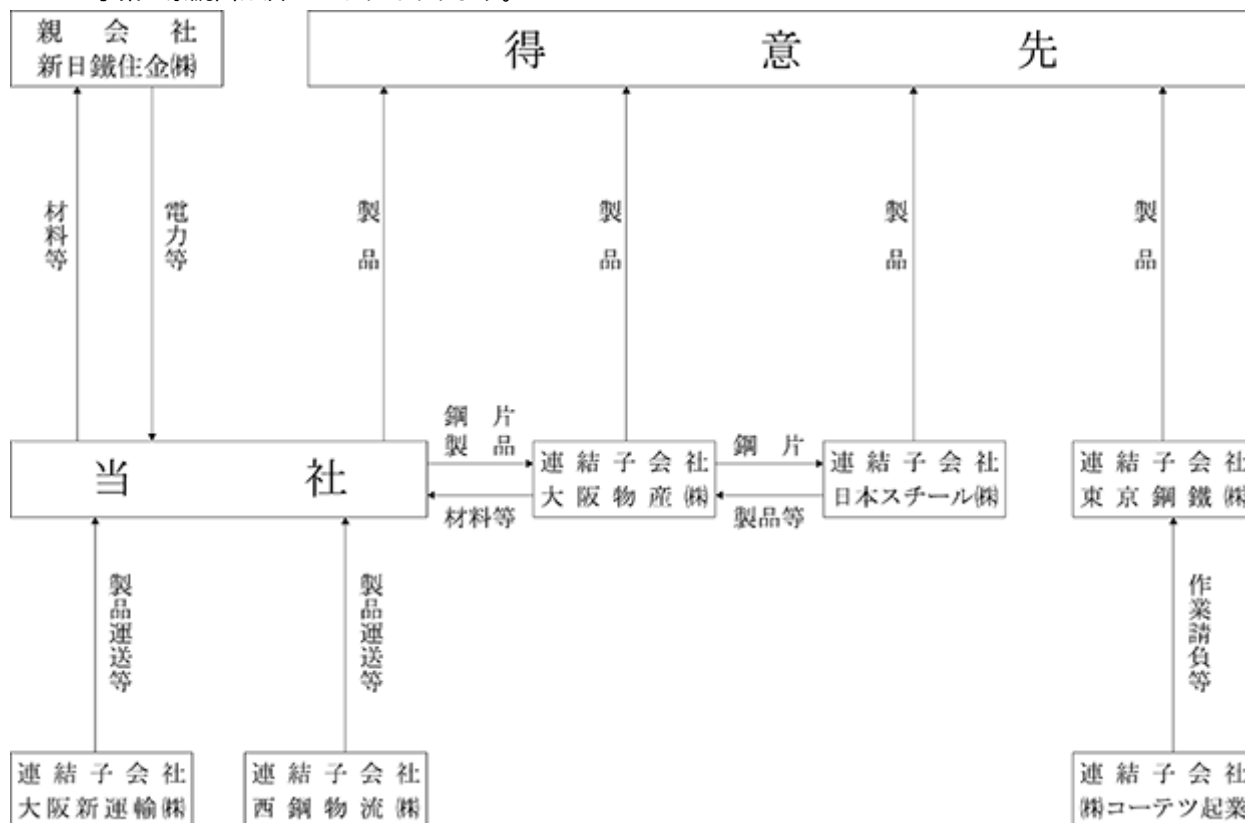 親会社
新日鐵住金㈱
得意先
材料等
電力等
製品
製品
製品
製品
鋼片
製品
鋼片
当社
連結子会社
大阪物産㈱
連結子会社
日本スチール㈱
連結子会社
東京鋼鐵㈱
材料等
製品等
製品運送等
製品運送等
作業請負等
連結子会社
大阪新運輸㈱
連結子会社
西鋼物流㈱
連結子会社
㈱コーテツ起業